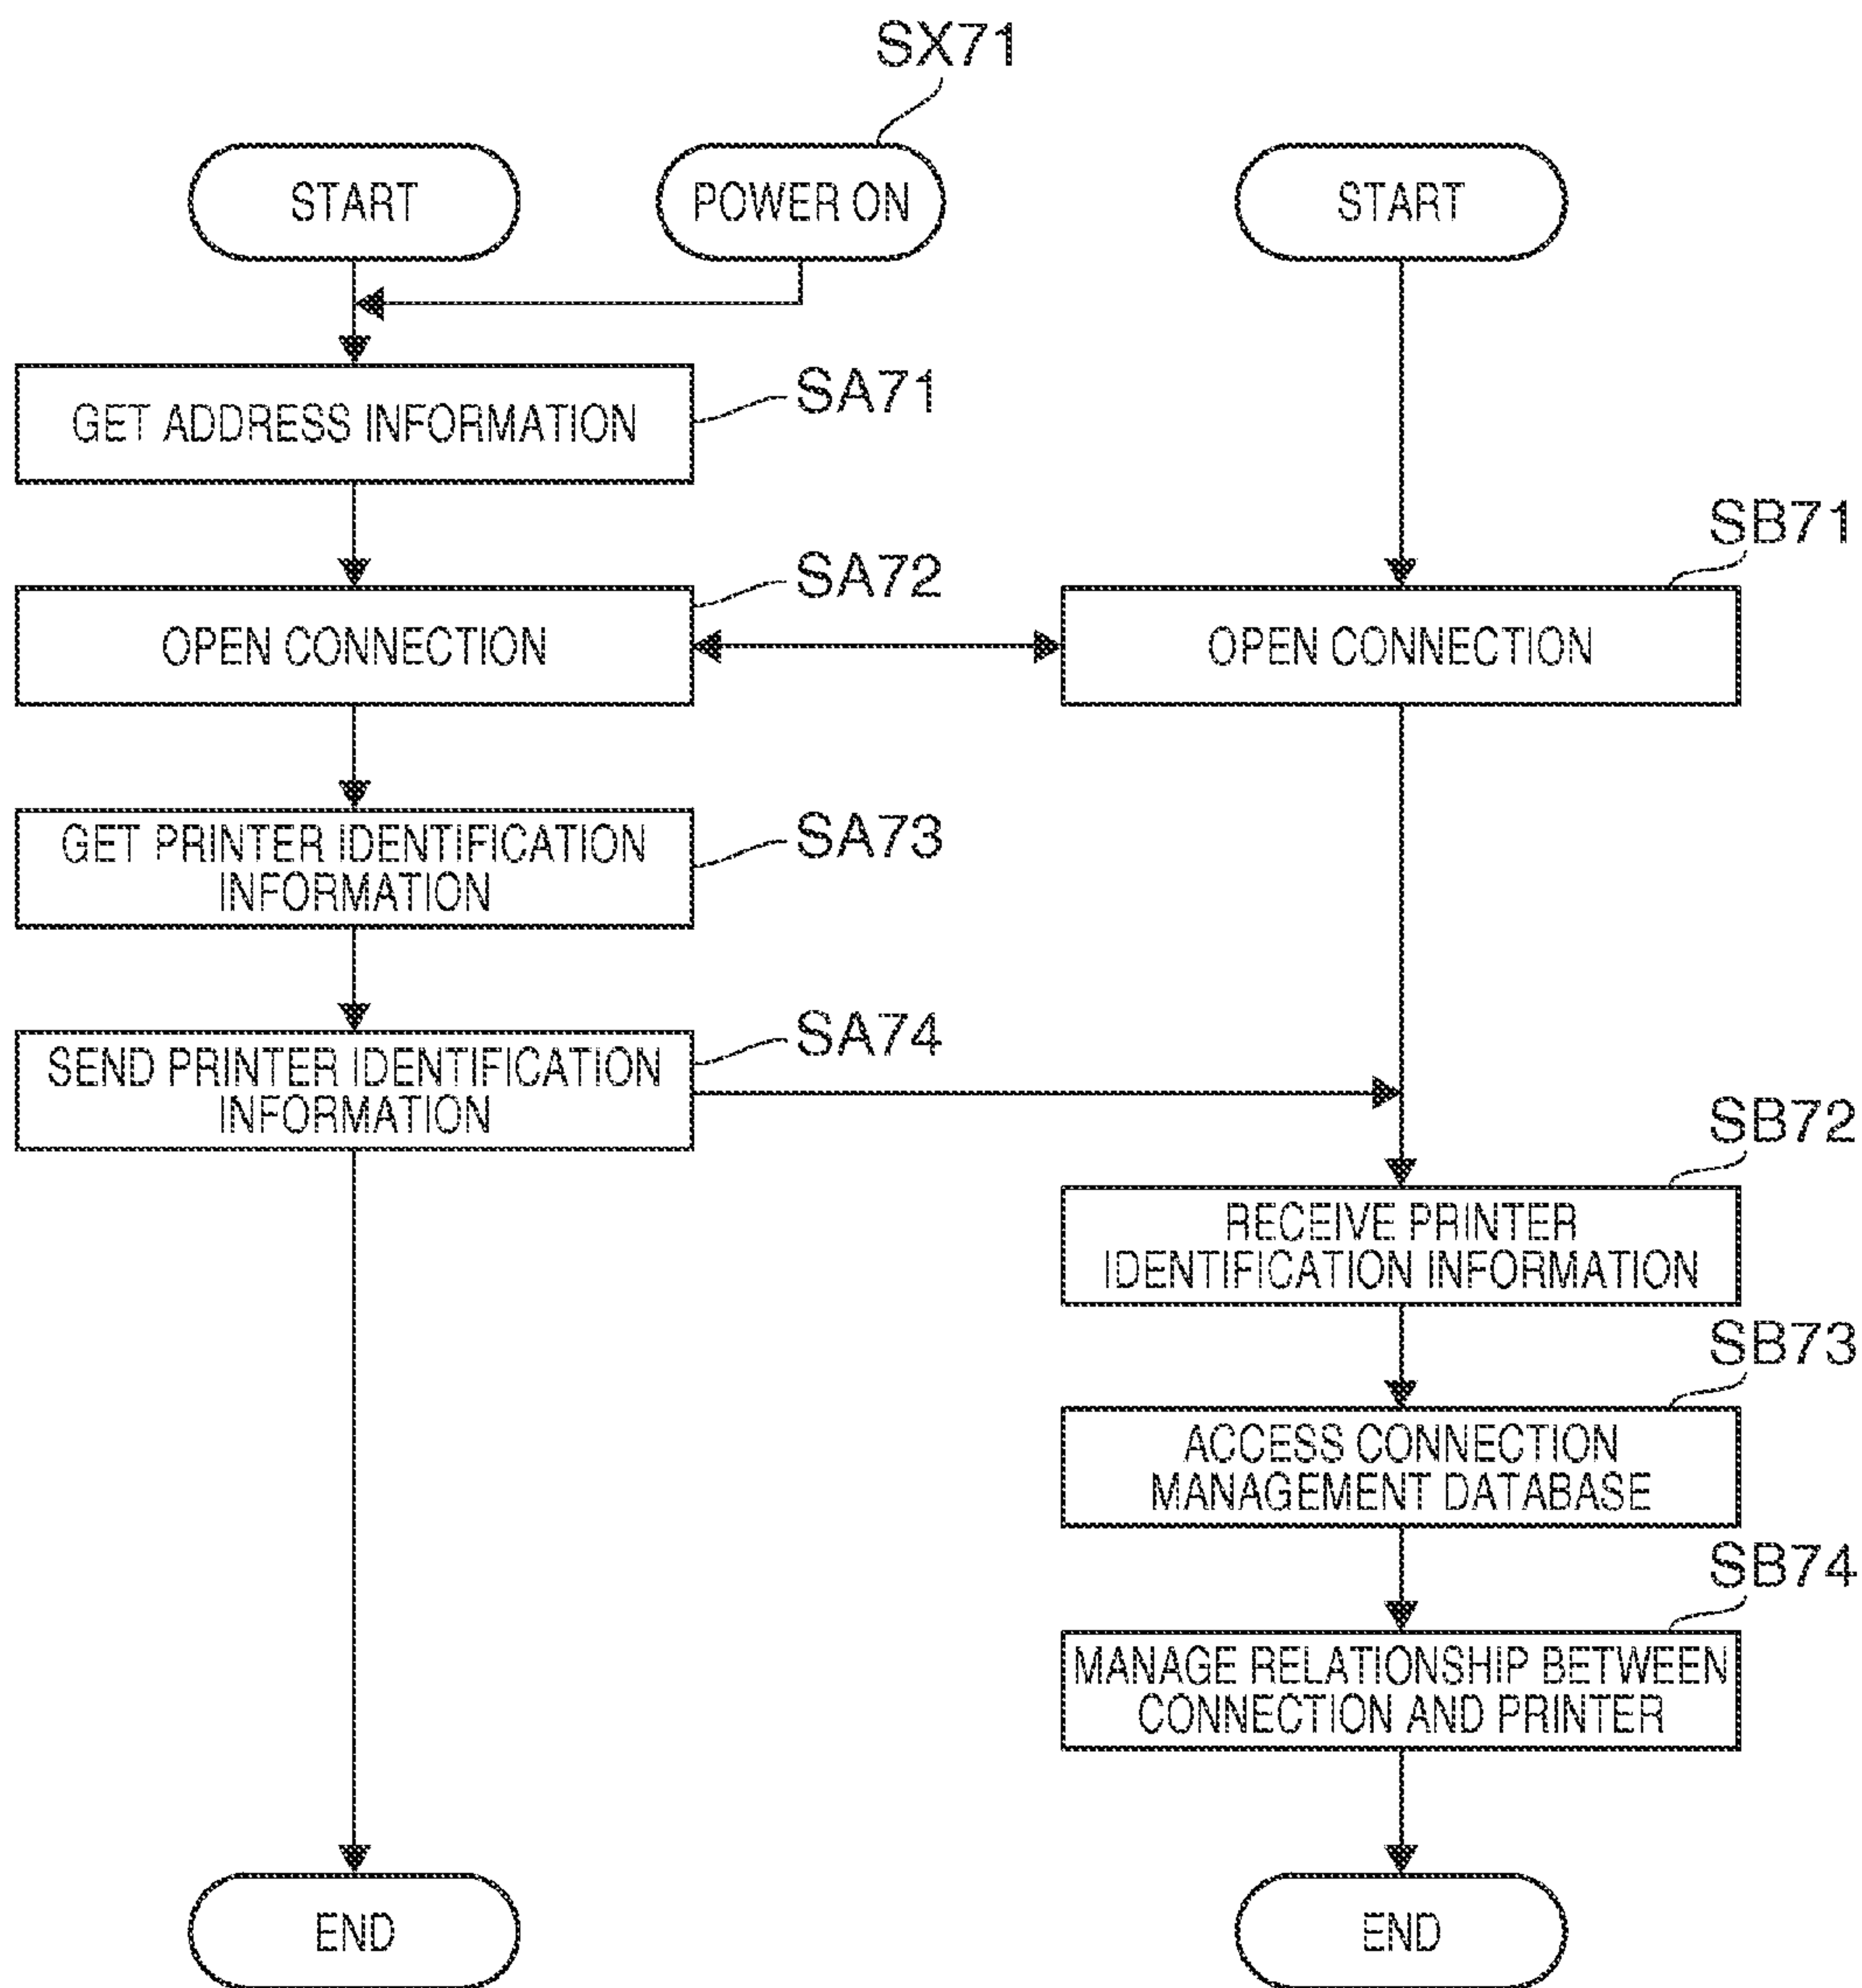 SX71
START
POWER ON
START
GET ADDRESS INFORMATION
SA71
SB71
OPEN CONNECTION
SA72
OPEN CONNECTION
GET PRINTER IDENTIFICATION
INFORMATION
SA73
SEND PRINTER IDENTIFICATION
INFORMATION
SA74
SB72
RECEIVE PRINTER
IDENTIFICATION INFORMATION
SB73
ACCESS CONNECTION
MANAGEMENT DATABASE
SB74
MANAGE RELATIONSHIP BETWEEN
CONNECTION AND PRINTER
END
END